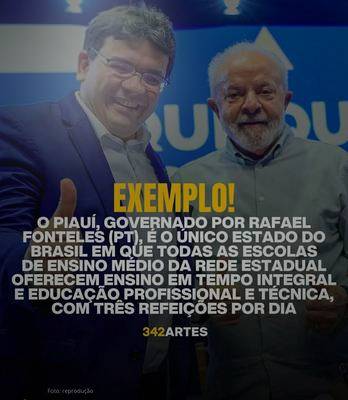 QUI QU
EXEMPLO!
O PIAUÍ, GOVERNADO POR RAFAEL
FONTELES (PT), É O ÚNICO ESTADO DO
BRASIL EM QUE TODAS AS ESCOLAS
DE ENSINO MÉDIO DA REDE ESTADUAL
OFERECEM ENSINO EM TEMPO INTEGRAL
E EDUCAÇÃO PROFISSIONAL E TÉCNICA,
COM TRÊS REFEIÇÕES POR DIA
342ARTES
Foto: reprodução